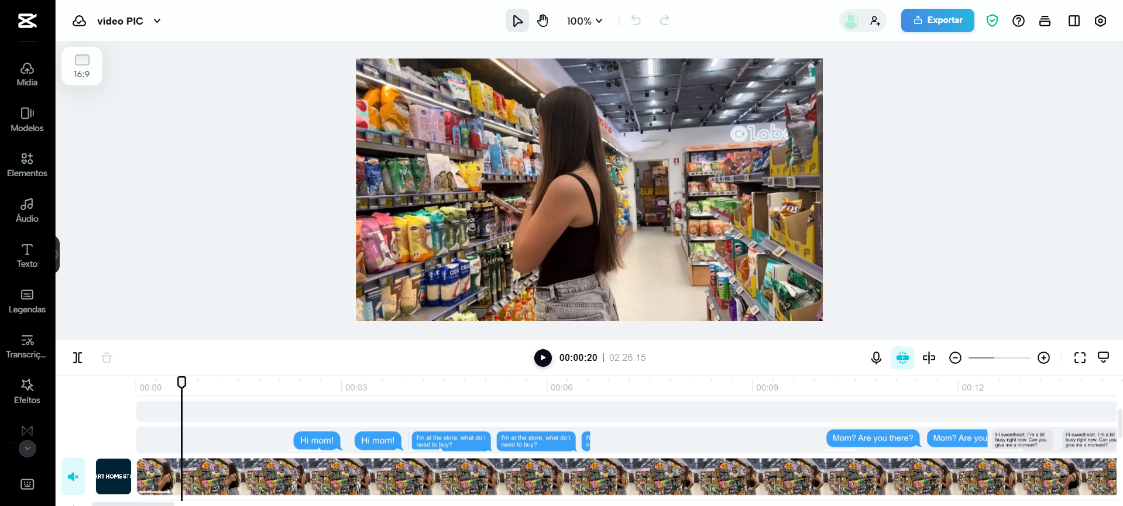 video PIC
100%
Exportar
16:9
Mídia
Modelos
Elementos
Áudio
Texto
Legendas
Transcriç...
Efeitos
00:00:20 | 02:26:15
00:00
00:03
00:06
00:09
00:12
Hi mom!
Hi mom!
I'm at the store, what do I
need to buy?
I'm at the store, what do I
need to buy?
Mom? Are you there?
Mom? Are you
Hi sweetheart, I'm a bit
busy right now. Can you
give me a moment?
Hi sweetheart, I'm a bit
busy right now. Can you
give me a moment?